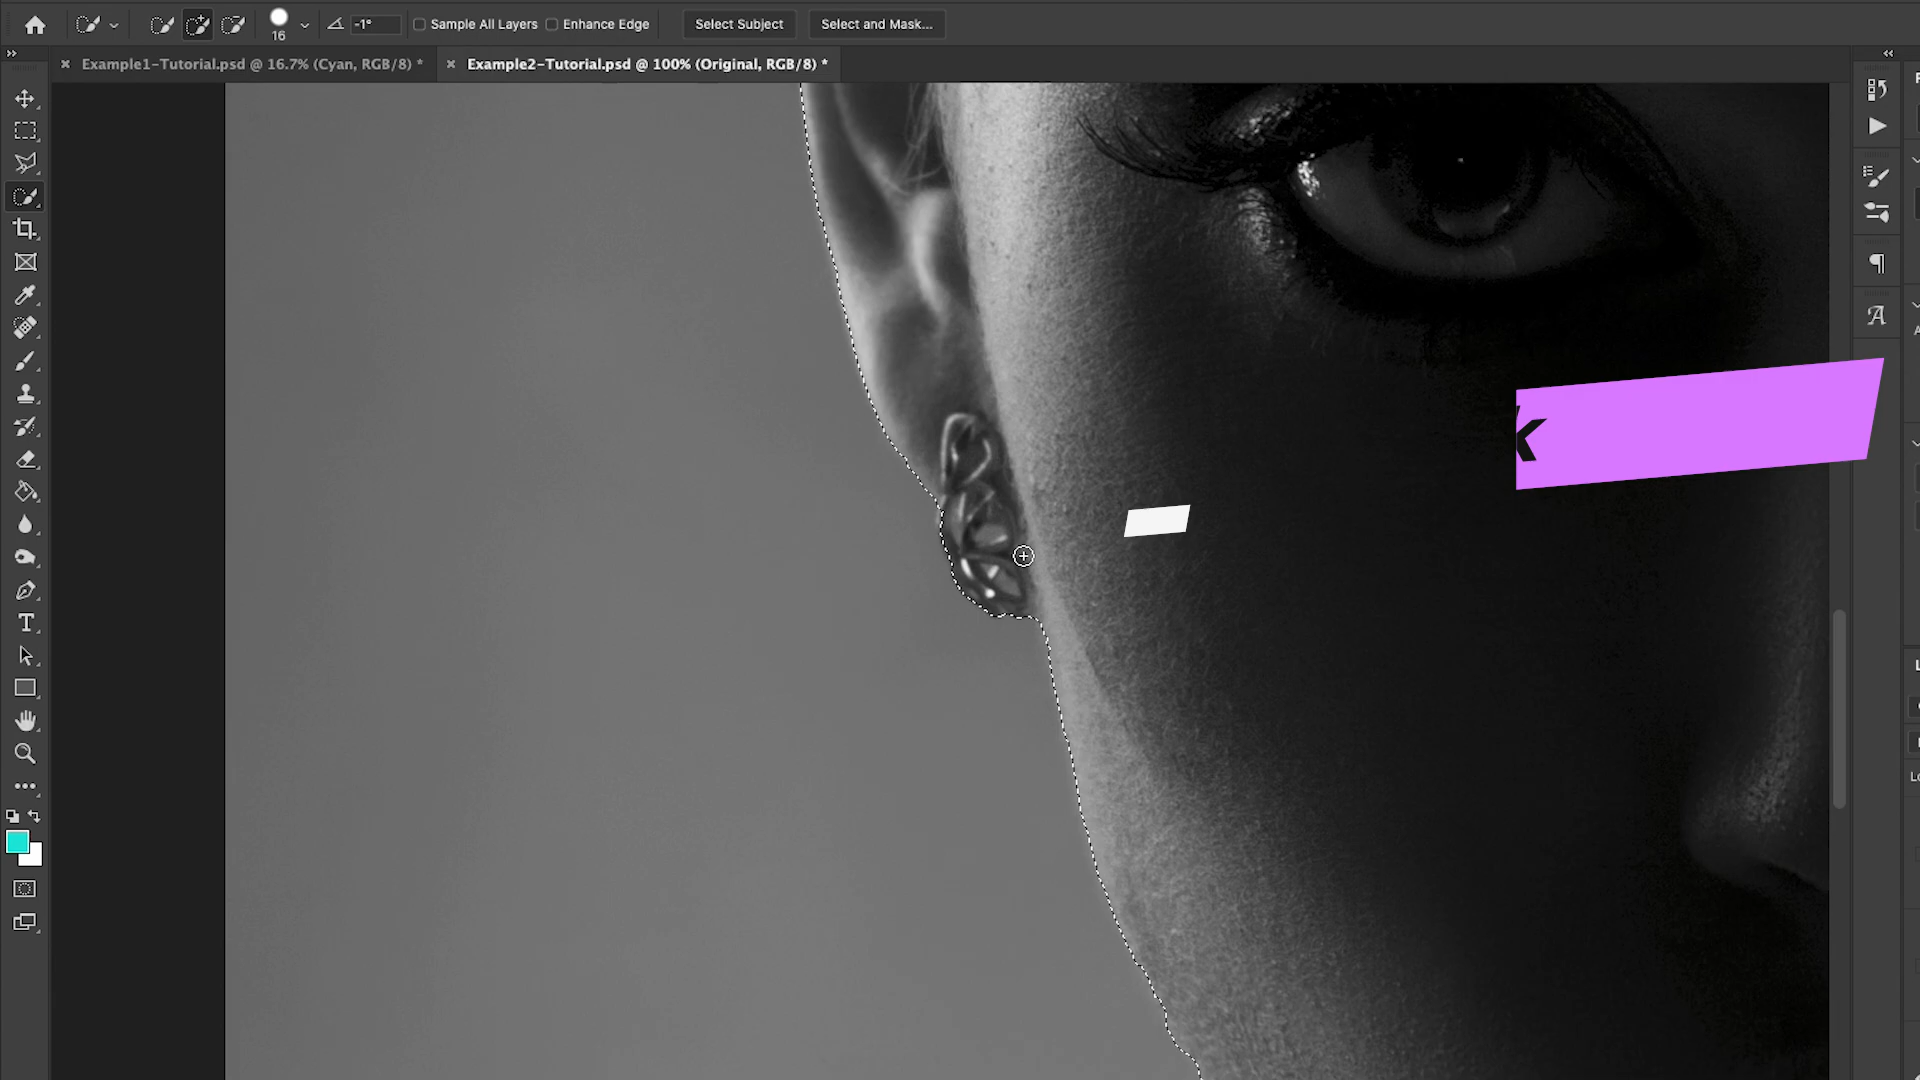 16
-1°
Sample All Layers
Enhance Edge
Select Subject
Select and Mask...
Example1-Tutorial.psd @ 16.7% (Cyan, RGB/8) *
Example2-Tutorial.psd @ 100% (Original, RGB/8) *
k
Lo